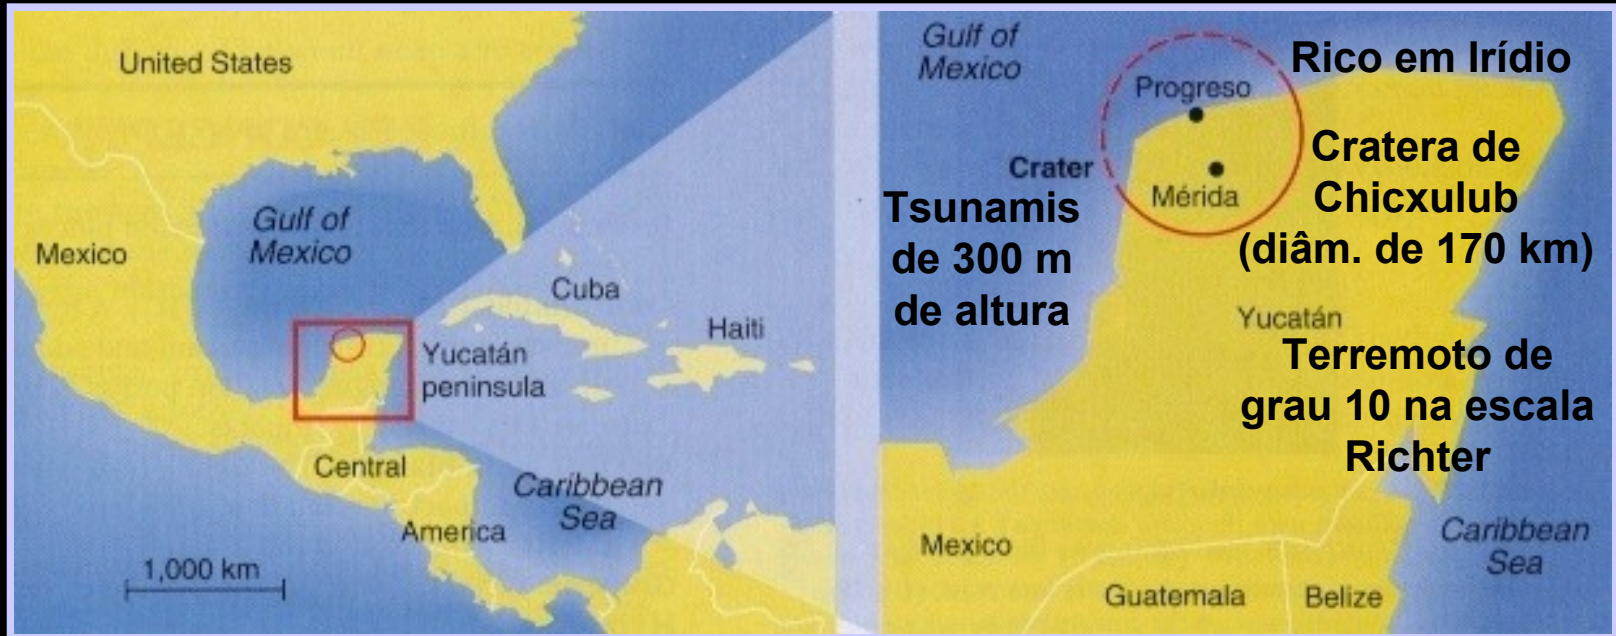 United States
Gulf of
Mexico
Mexico
Cuba
Haiti
Yucatán
peninsula
Central
America
Caribbean
Sea
1,000 km
Gulf of
Mexico
Rico em Irídio
Progreso
Crater
Mérida
Cratera de
Chicxulub
(diâm. de 170 km)
Tsunamis
de 300 m
de altura
Yucatán
Terremoto de
grau 10 na escala
Richter
Mexico
Guatemala
Belize
Caribbean
Sea